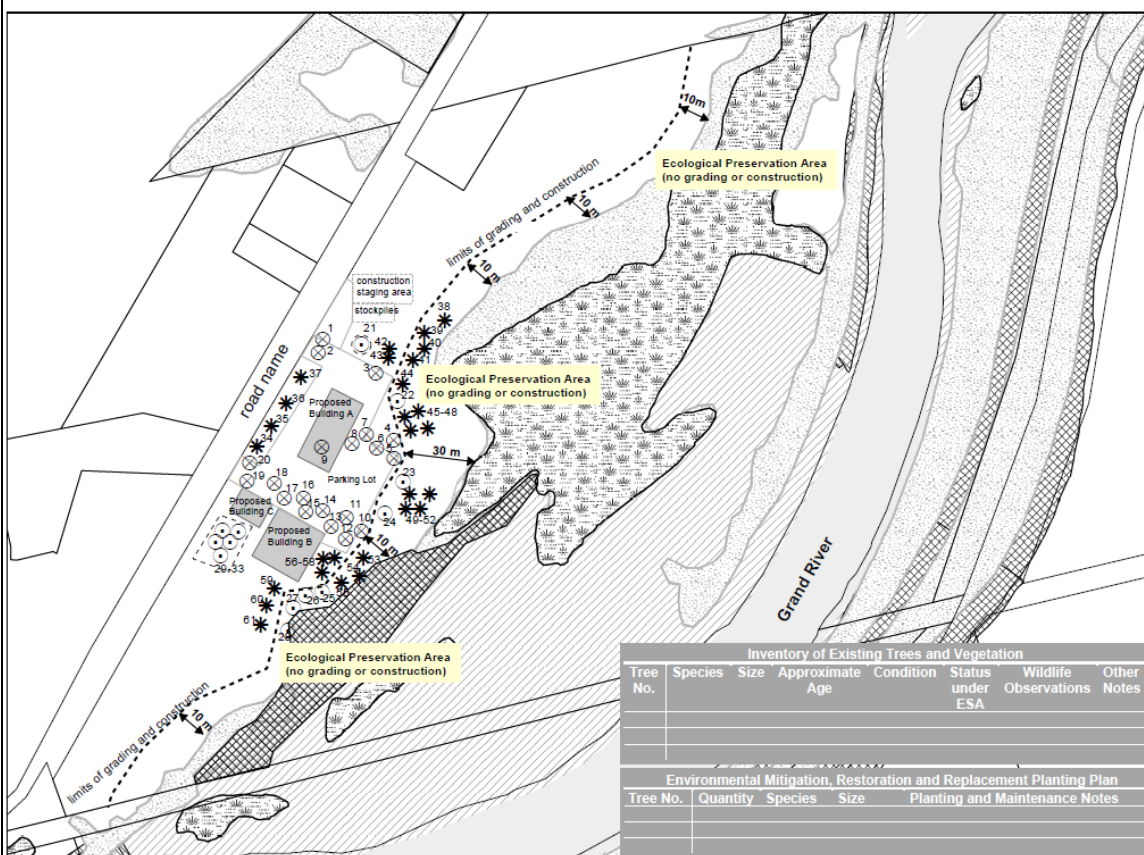 10m
Ecological Preservation Area
(no grading or construction)
limits of grading and construction
10 m
10 m
construction
staging area
stockpiles
road name
1
2
21
38
39
40
41
42
43
3
44
37
36
35
34
Ecological Preservation Area
(no grading or construction)
22
45-48
Proposed
Building A
7
8
6
4
5
9
30 m
20
19
18
17
16
15
14
13
12
11
10
Parking Lot
23
24
49-52
Proposed
Building C
Proposed
Building B
10 m
29-33
56-58
53
54
59
60
61
27
26
25
28
Ecological Preservation Area
(no grading or construction)
limits of grading and construction
10 m
Grand River
Inventory of Existing Trees and Vegetation
Tree No. Species Size Approximate Age Condition Status under ESA Wildlife Observations Other Notes
Environmental Mitigation, Restoration and Replacement Planting Plan
Tree No. Quantity Species Size Planting and Maintenance Notes